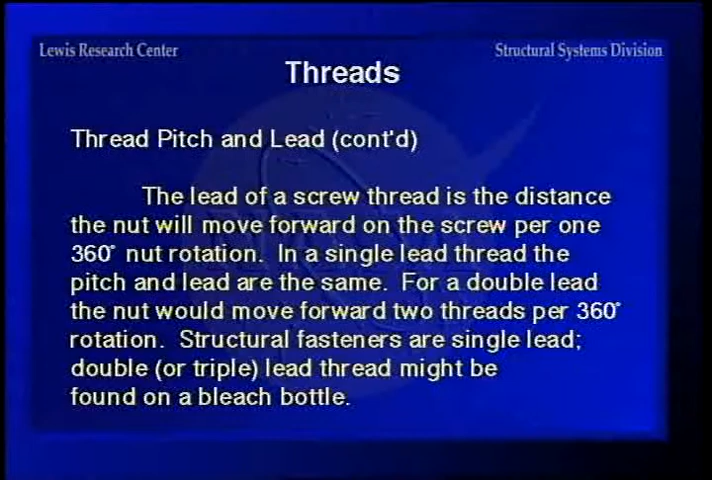 Lewis Research Center
Structural Systems Division
Threads
Thread Pitch and Lead (cont'd)
The lead of a screw thread is the distance
the nut will move forward on the screw per one
360° nut rotation. In a single lead thread the
pitch and lead are the same. For a double lead
the nut would move forward two threads per 360°
rotation. Structural fasteners are single lead;
double (or triple) lead thread might be
found on a bleach bottle.